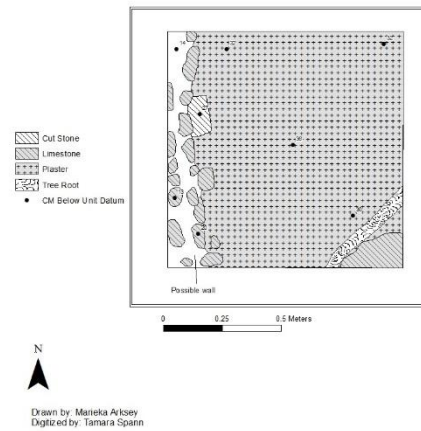 Cut Stone
Limestone
Plaster
Tree Root
CM Below Unit Datum
Possible wall
0 0.25 0.5 Meters
N
Drawn by: Marieka Arksey
Digitized by: Tamara Spann